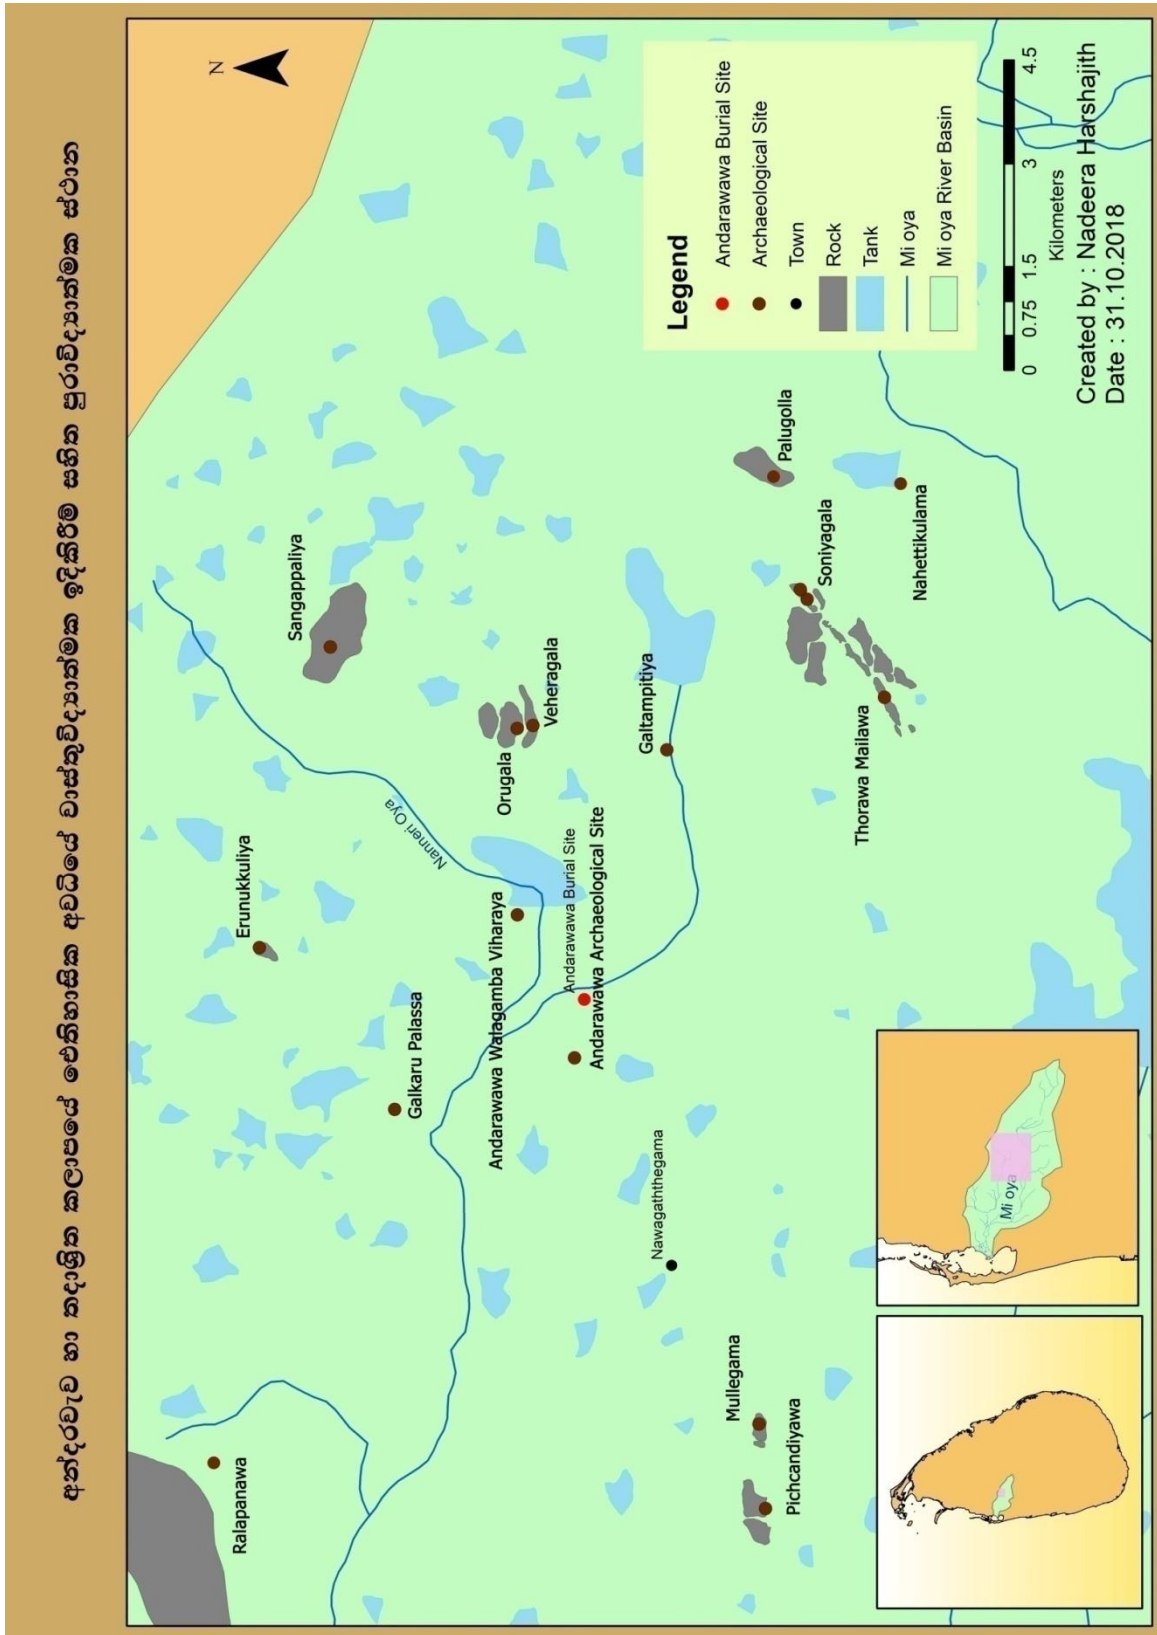 අන්දරවැව හා තදාශ්‍රිත කලාපයේ ඓතිහාසික අවධියේ වාස්තුවිද්‍යාත්මක ඉදිකිරීම් සහිත පුරාවිද්‍යාත්මක ස්ථාන
N
Ralapanawa
Erunukkuliya
Sangappaliya
Galkaru Palassa
Nanneri Oya
Andarawawa Walagamba Viharaya
Orugala
Veheragala
Andarawawa Burial Site
Andarawawa Archaeological Site
Galtampitiya
Nawagaththegama
Mullegama
Pichcandiyawa
Thorawa Mailawa
Soniyagala
Palugolla
Nahettikulama
Legend
Andarawawa Burial Site
Archaeological Site
Town
Rock
Tank
Mi oya
Mi oya River Basin
0 0.75 1.5 3 4.5
Kilometers
Created by : Nadeera Harshajith
Date : 31.10.2018
Mi oya